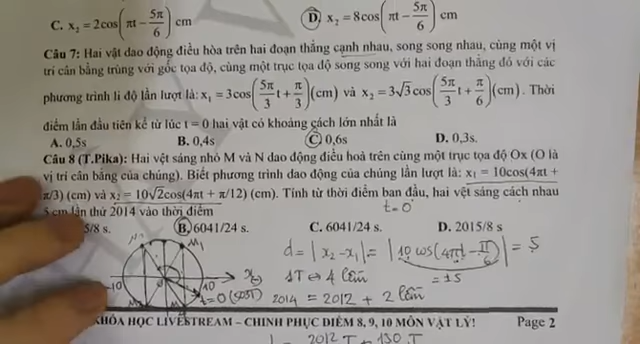 C. x₂ = 2cos(πt − 5π/6) cm D. x₂ = 8cos(πt − 5π/6) cm
Câu 7: Hai vật dao động điều hòa trên hai đoạn thẳng cạnh nhau, song song nhau, cùng một vị
trí cân bằng trùng với gốc tọa độ, cùng một trục tọa độ song song với hai đoạn thẳng đó với các
phương trình li độ lần lượt là: x₁ = 3cos(5π/3 t + π/3)(cm) và x₂ = 3√3cos(5π/3 t + π/6)(cm). Thời
điểm lần đầu tiên kể từ lúc t = 0 hai vật có khoảng cách lớn nhất là
A. 0,5s B. 0,4s C. 0,6s D. 0,3s.
Câu 8 (T.Pika): Hai vệt sáng nhỏ M và N dao động điều hoà trên cùng một trục tọa độ Ox (O là
vị trí cân bằng của chúng). Biết phương trình dao động của chúng lần lượt là: x₁ = 10cos(4πt +
π/3) (cm) và x₂ = 10√2cos(4πt + π/12) (cm). Tính từ thời điểm ban đầu, hai vệt sáng cách nhau
5 cm lần thứ 2014 vào thời điểm
t=0
5/8 s. B. 6041/24 s. C. 6041/24 s. D. 2015/8 s
d = |x₂ − x₁| = |10 cos(4πt − π/6)| = 5
M₁
1T ⇔ 4 lần
= ±5
−10 10
t=0
2014 = 2012 + 2 lần
KHÓA HỌC LIVESTREAM – CHINH PHỤC ĐIỂM 8, 9, 10 MÔN VẬT LÝ! Page 2
2012 T + 130 T